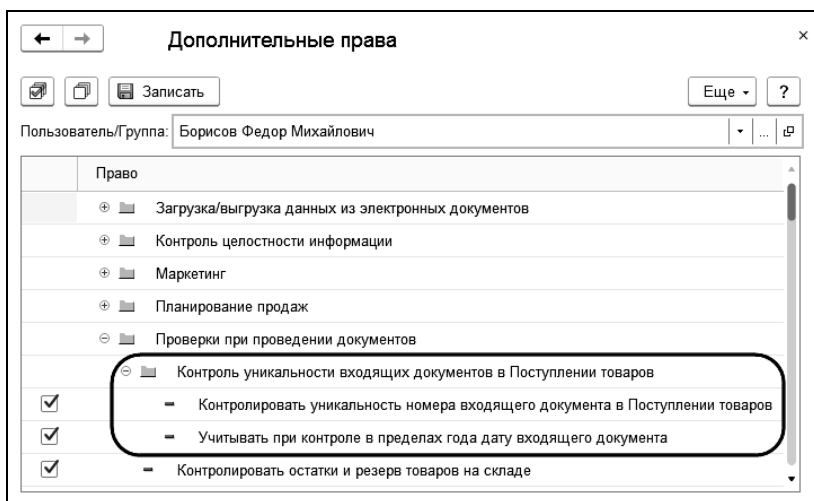 Дополнительные права
Записать
Еще
?
Пользователь/Группа: Борисов Федор Михайлович
...
Право
Загрузка/выгрузка данных из электронных документов
Контроль целостности информации
Маркетинг
Планирование продаж
Проверки при проведении документов
Контроль уникальности входящих документов в Поступлении товаров
Контролировать уникальность номера входящего документа в Поступлении товаров
Учитывать при контроле в пределах года дату входящего документа
Контролировать остатки и резерв товаров на складе